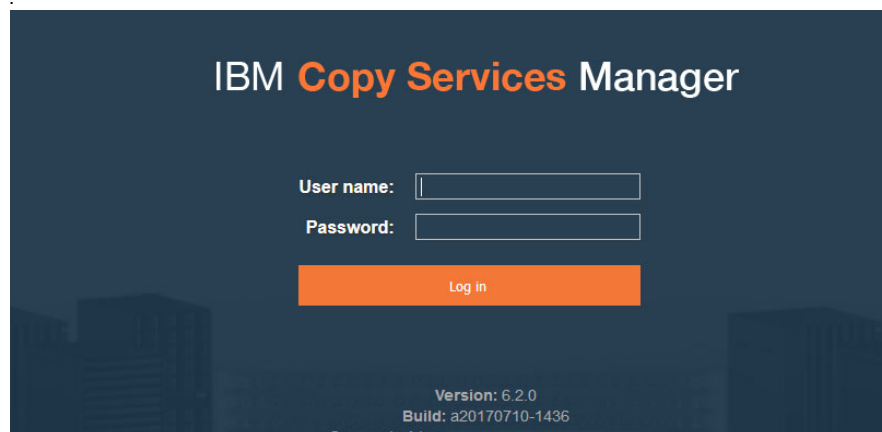 IBM Copy Services Manager
User name:
Password:
Log in
Version: 6.2.0
Build: a20170710-1436